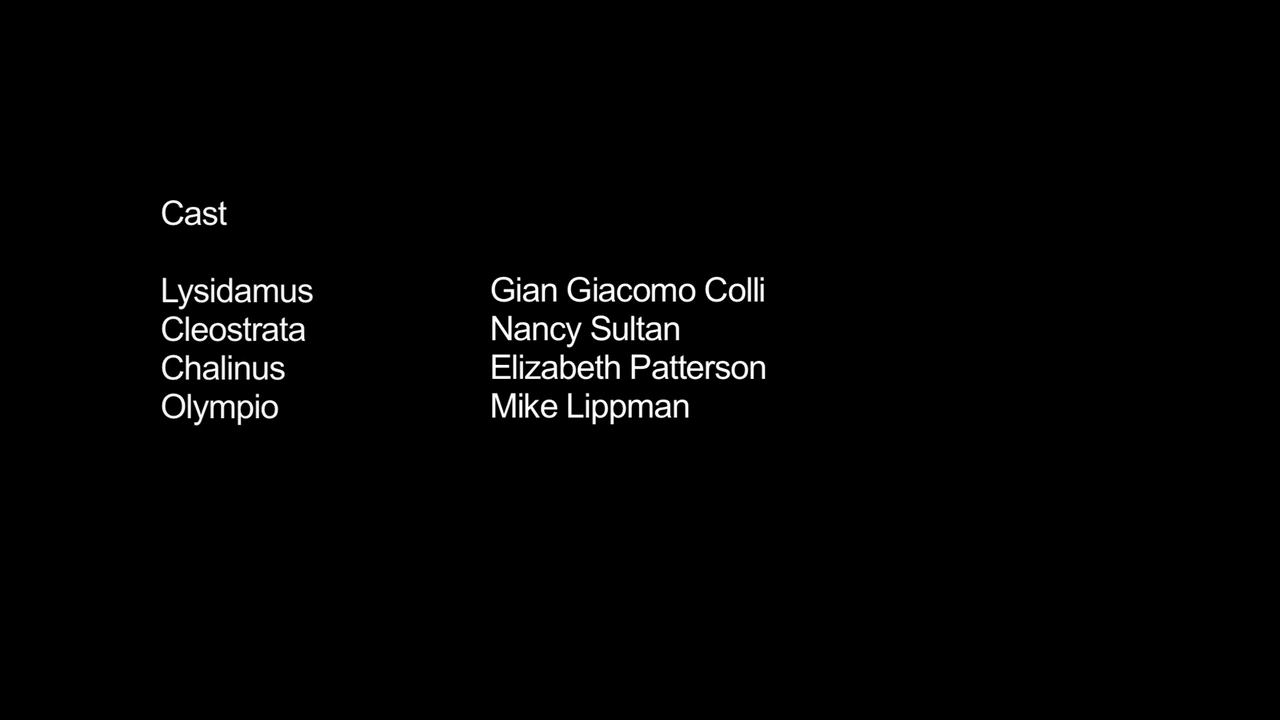 Cast
Lysidamus Gian Giacomo Colli
Cleostrata Nancy Sultan
Chalinus Elizabeth Patterson
Olympio Mike Lippman